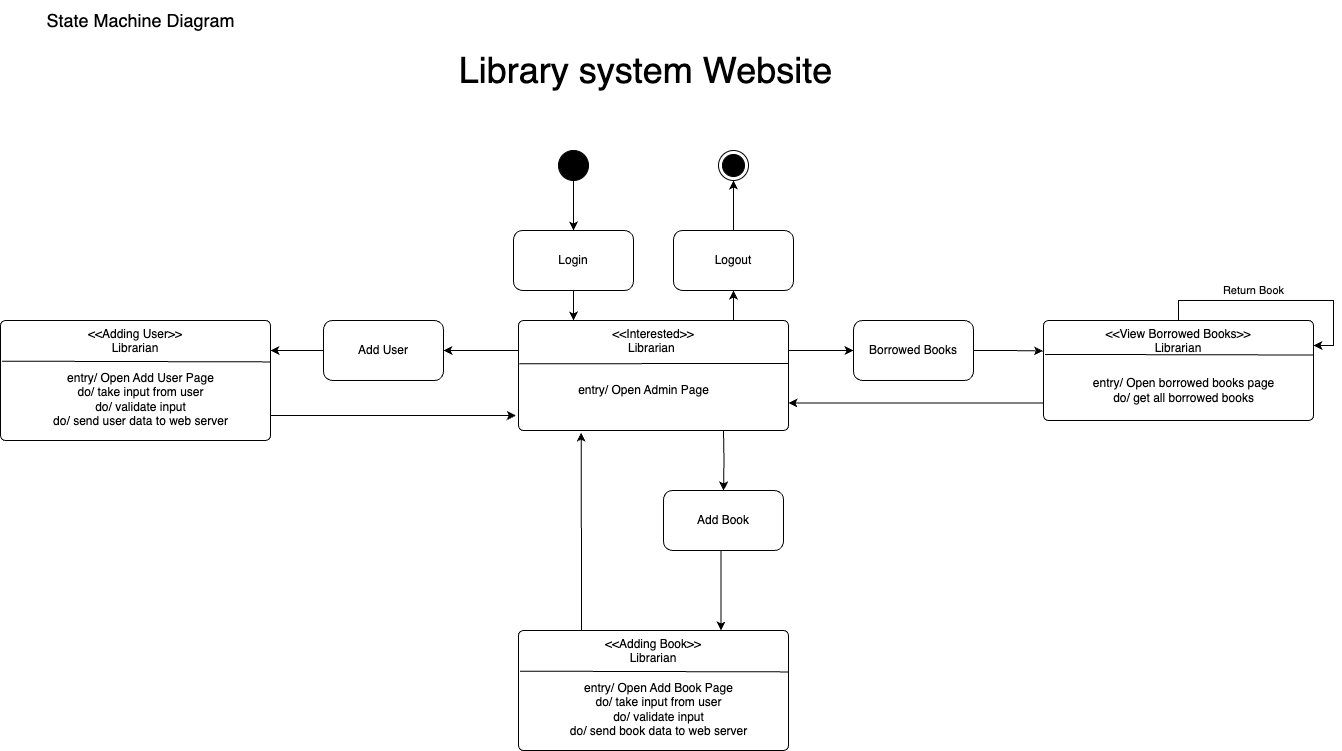 State Machine Diagram
Library system Website
Login
Logout
Return Book
<<Adding User>>
Librarian
entry/ Open Add User Page
do/ take input from user
do/ validate input
do/ send user data to web server
Add User
<<Interested>>
Librarian
entry/ Open Admin Page
Borrowed Books
<<View Borrowed Books>>
Librarian
entry/ Open borrowed books page
do/ get all borrowed books
Add Book
<<Adding Book>>
Librarian
entry/ Open Add Book Page
do/ take input from user
do/ validate input
do/ send book data to web server